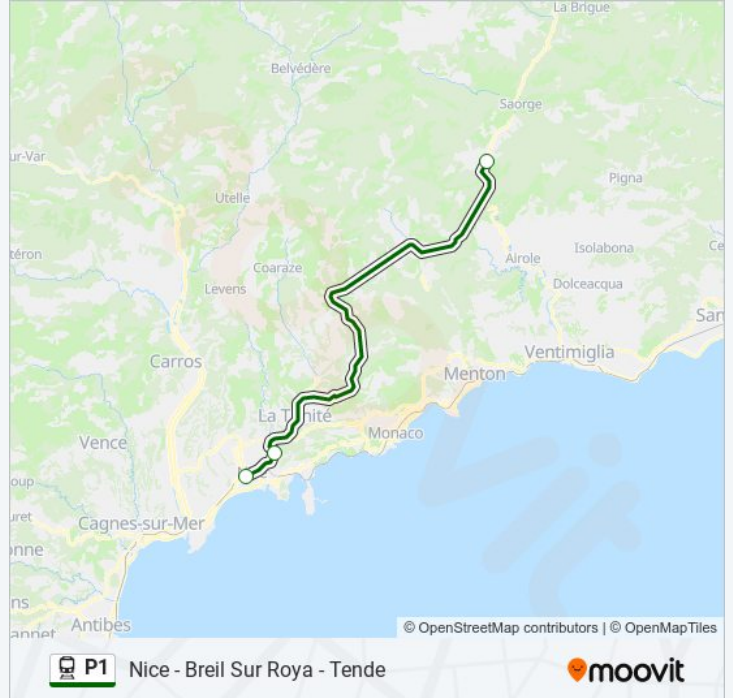 La Brigue
Belvédère
Saorge
ur-Var
Pigna
Utelle
téron
Airole
Isolabona
Ce
Coaraze
Dolceacqua
Levens
San
Ventimiglia
Carros
Menton
La Trinité
Monaco
Vence
oup
uret
Cagnes-sur-Mer
nne
ns
Antibes
annet
© OpenStreetMap contributors | © OpenMapTiles
P1 Nice - Breil Sur Roya - Tende
moovit